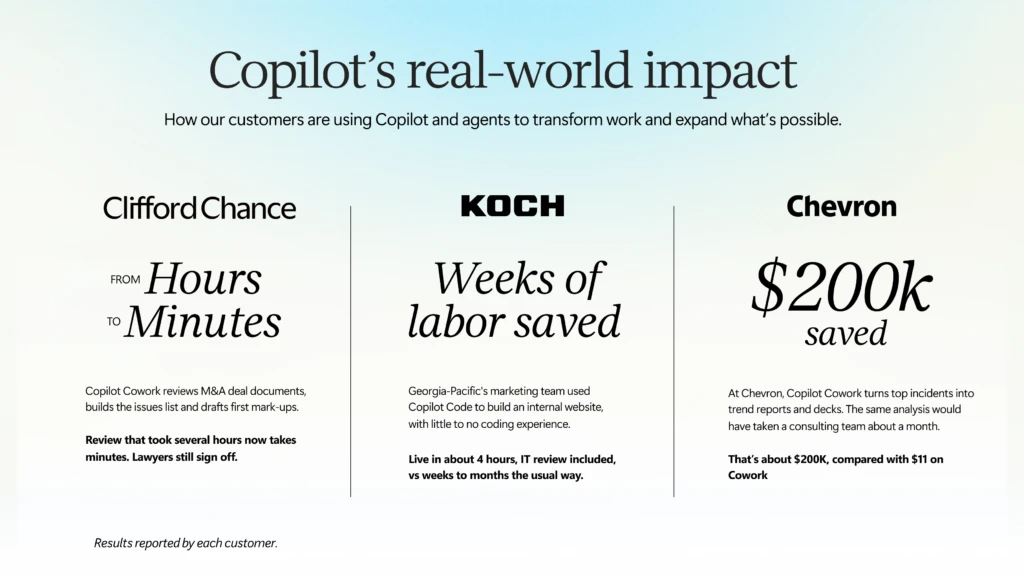 Copilot's real-world impact
How our customers are using Copilot and agents to transform work and expand what's possible.
Clifford Chance
FROM Hours
TO Minutes
Copilot Cowork reviews M&A deal documents,
builds the issues list and drafts first mark-ups.
Review that took several hours now takes
minutes. Lawyers still sign off.
KOCH
Weeks of
labor saved
Georgia-Pacific's marketing team used
Copilot Code to build an internal website,
with little to no coding experience.
Live in about 4 hours, IT review included,
vs weeks to months the usual way.
Chevron
$200k
saved
At Chevron, Copilot Cowork turns top incidents into
trend reports and decks. The same analysis would
have taken a consulting team about a month.
That's about $200K, compared with $11 on
Cowork
Results reported by each customer.